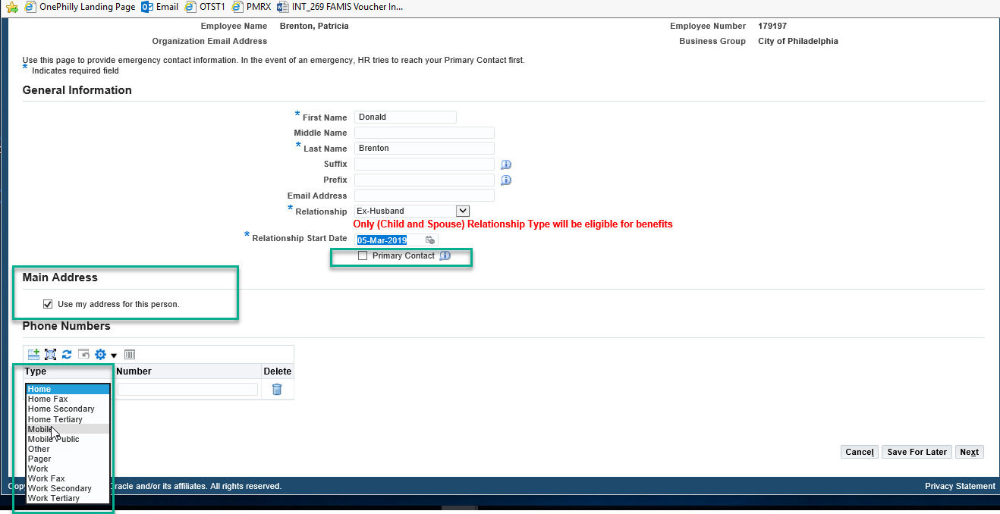 OnePhilly Landing Page Email OTST1 PMRX INT_269 FAMIS Voucher In...
Employee Name Brenton, Patricia Employee Number 179197
Organization Email Address Business Group City of Philadelphia
Use this page to provide emergency contact information. In the event of an emergency, HR tries to reach your Primary Contact first.
* Indicates required field
General Information
* First Name Donald
Middle Name
* Last Name Brenton
Suffix
Prefix
Email Address
* Relationship Ex-Husband
Only (Child and Spouse) Relationship Type will be eligible for benefits
* Relationship Start Date 05-Mar-2019
Primary Contact
Main Address
Use my address for this person.
Phone Numbers
Type Number Delete
Home
Home Fax
Home Secondary
Home Tertiary
Mobile
Mobile Public
Other
Pager
Work
Work Fax
Work Secondary
Work Tertiary
Cancel Save For Later Next
Copy racle and/or its affiliates. All rights reserved. Privacy Statement